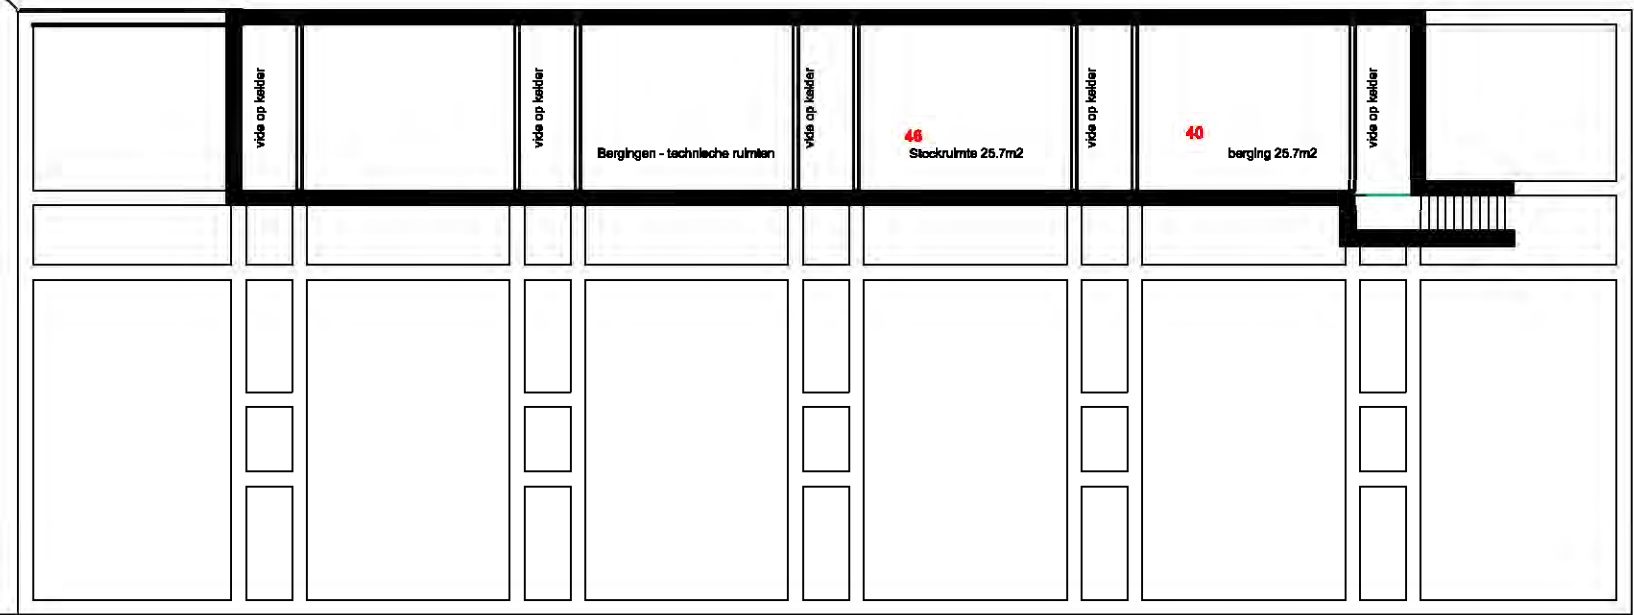 vide op kelder
vide op kelder
vide op kelder
vide op kelder
vide op kelder
46
40
Bergingen - technische ruimten
Stockruimte 25.7m2
berging 25.7m2